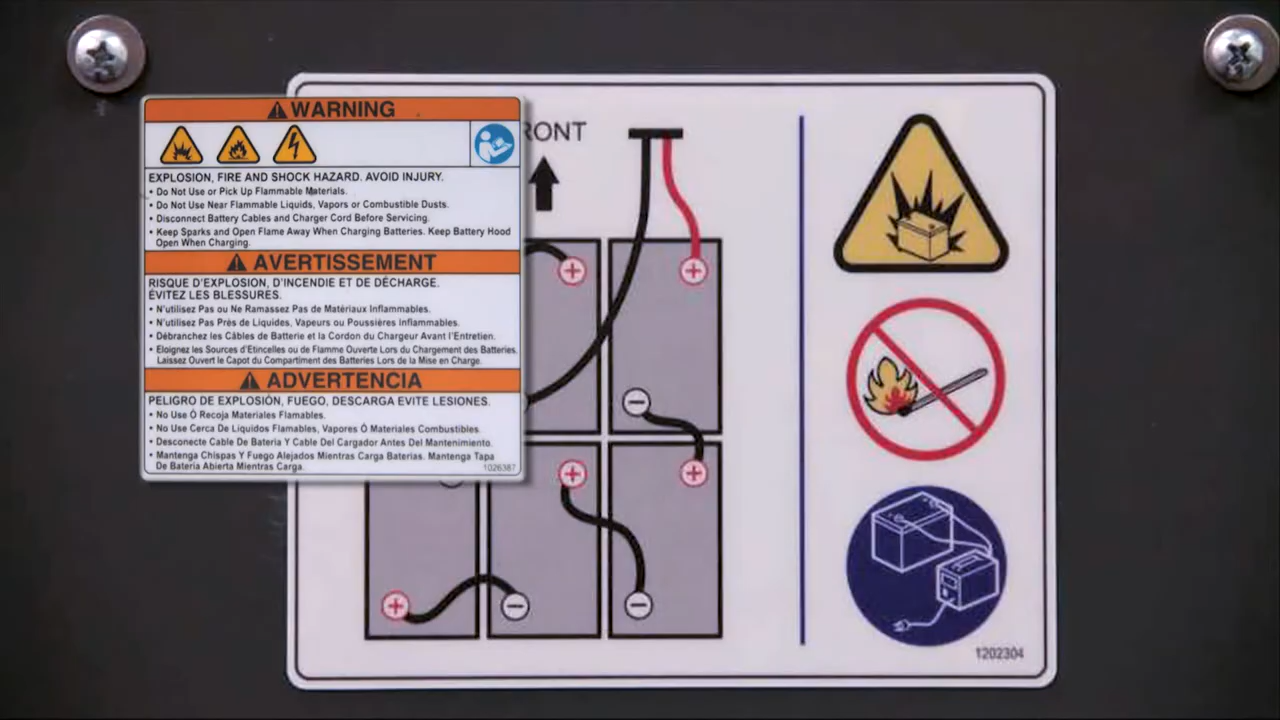 WARNING
EXPLOSION, FIRE AND SHOCK HAZARD. AVOID INJURY.
• Do Not Use or Pick Up Flammable Materials.
• Do Not Use Near Flammable Liquids, Vapors or Combustible Dusts.
• Disconnect Battery Cables and Charger Cord Before Servicing.
• Keep Sparks and Open Flame Away When Charging Batteries. Keep Battery Hood
Open When Charging.
AVERTISSEMENT
RISQUE D'EXPLOSION, D'INCENDIE ET DE DÉCHARGE.
ÉVITEZ LES BLESSURES.
• N'utilisez Pas ou Ne Ramassez Pas de Matériaux Inflammables.
• N'utilisez Pas Près de Liquides, Vapeurs ou Poussières Inflammables.
• Débranchez les Câbles de Batterie et la Cordon du Chargeur Avant l'Entretien.
• Eloignez les Sources d'Etincelles ou de Flamme Ouverte Lors du Chargement des Batteries.
Laissez Ouvert le Capot du Compartiment des Batteries Lors de la Mise en Charge.
ADVERTENCIA
PELIGRO DE EXPLOSIÓN, FUEGO, DESCARGA EVITE LESIONES.
• No Use Ó Recoja Materiales Flamables.
• No Use Cerca De Líquidos Flamables, Vapores Ó Materiales Combustibles.
• Desconecte Cable De Bateria Y Cable Del Cargador Antes Del Mantenimiento.
• Mantenga Chispas Y Fuego Alejados Mientras Carga Baterias. Mantenga Tapa
De Bateria Abierta Mientras Carga.
1026387
RONT
1202304